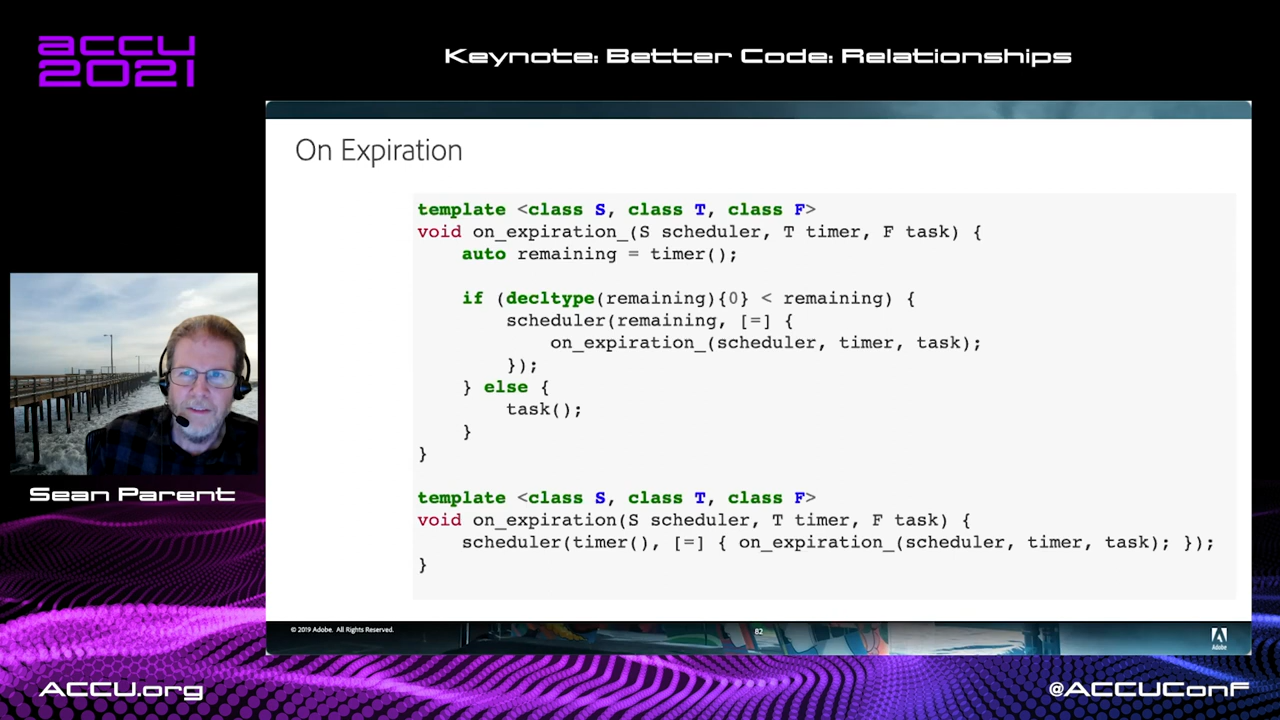 accu
2021
Keynote: Better Code: Relationships
On Expiration
template <class S, class T, class F>
void on_expiration_(S scheduler, T timer, F task) {
    auto remaining = timer();
    if (decltype(remaining){0} < remaining) {
        scheduler(remaining, [=] {
            on_expiration_(scheduler, timer, task);
        });
    } else {
        task();
    }
}
template <class S, class T, class F>
void on_expiration(S scheduler, T timer, F task) {
    scheduler(timer(), [=] { on_expiration_(scheduler, timer, task); });
}
Sean Parent
© 2019 Adobe. All Rights Reserved.
82
Adobe
ACCU.org
@ACCUConf